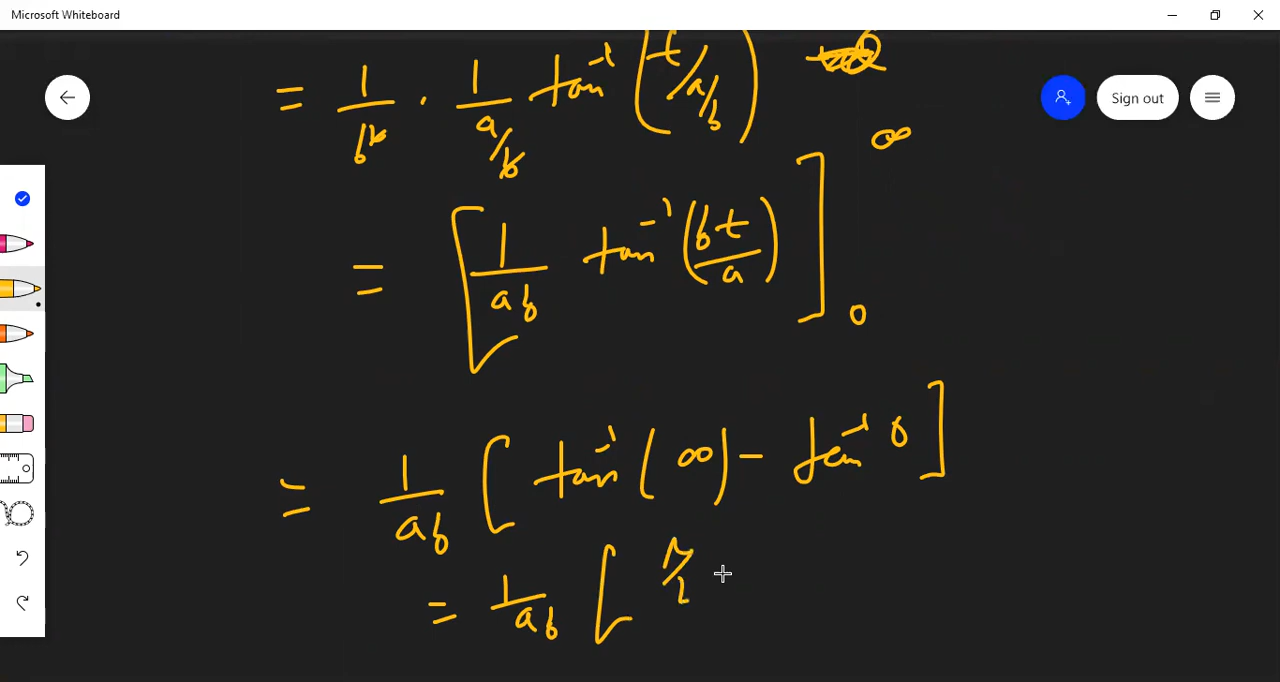 Microsoft Whiteboard
Sign out
= 1/b² · 1/(a/b) tan⁻¹ (t/a/b)
= [1/ab tan⁻¹ (bt/a)]₀^∞
= 1/ab [tan⁻¹ (∞) - tan⁻¹ 0]
= 1/ab [π/2